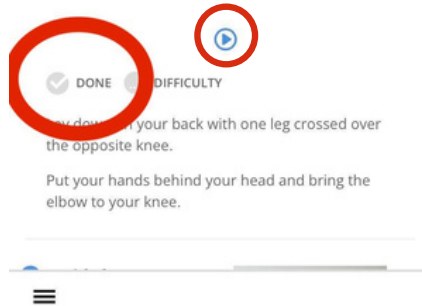 DONE DIFFICULTY
down your back with one leg crossed over
the opposite knee.
Put your hands behind your head and bring the
elbow to your knee.